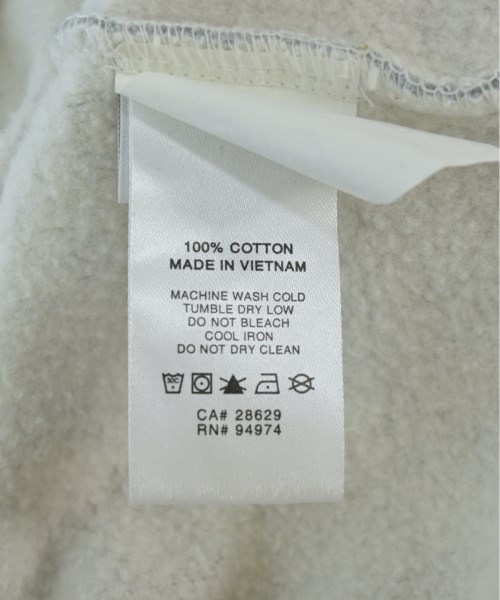 100% COTTON
MADE IN VIETNAM
MACHINE WASH COLD
TUMBLE DRY LOW
DO NOT BLEACH
COOL IRON
DO NOT DRY CLEAN
30C
CA# 28629
RN# 94974